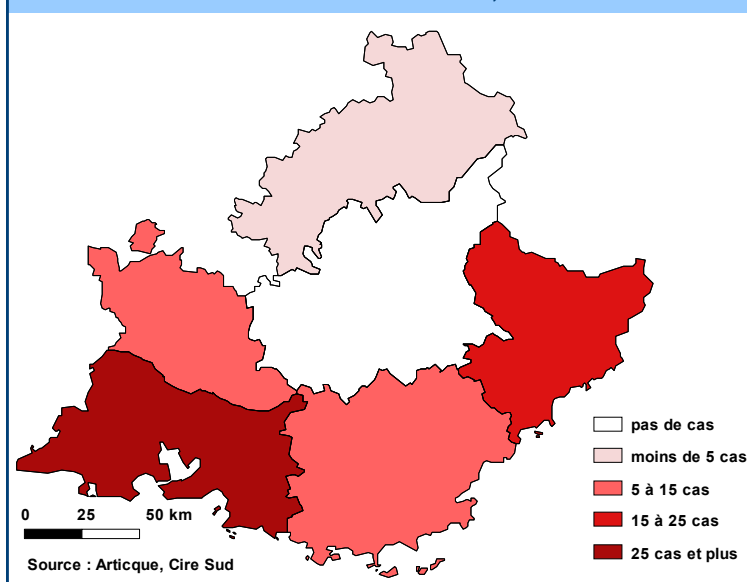 pas de cas
moins de 5 cas
5 à 15 cas
15 à 25 cas
25 cas et plus
0 25 50 km
Source : Articque, Cire Sud